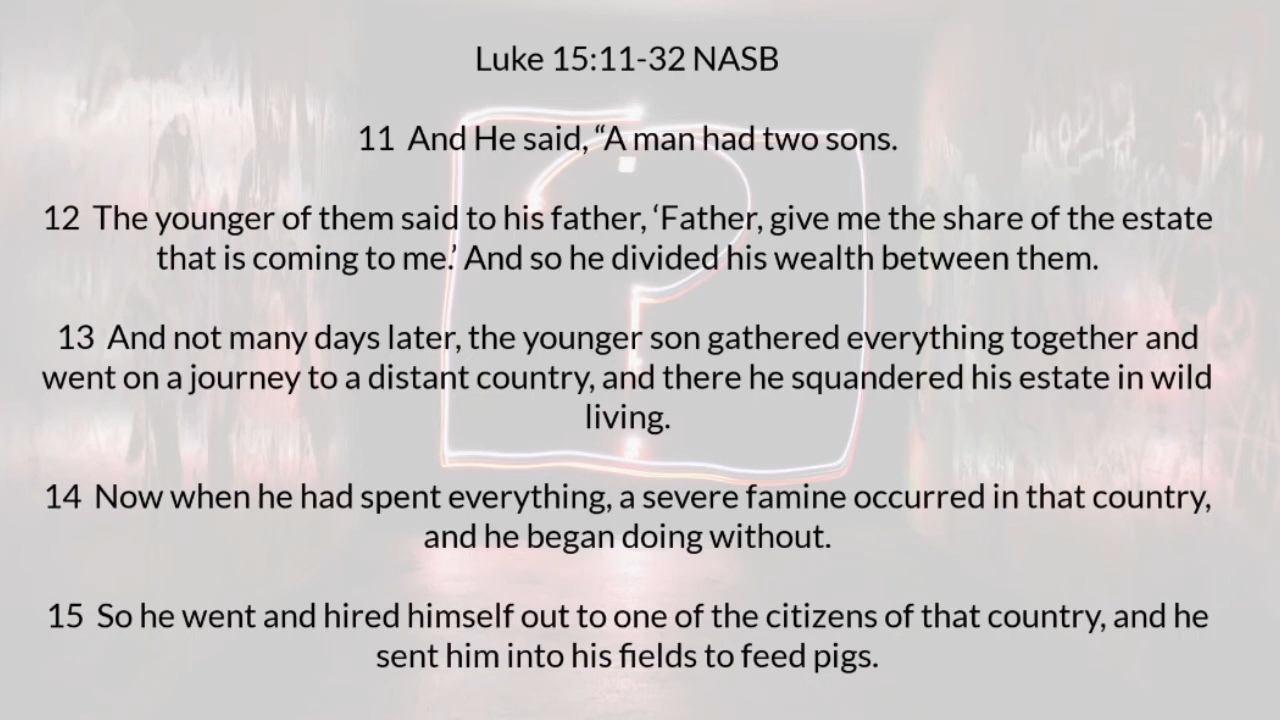 Luke 15:11-32 NASB
11 And He said, “A man had two sons.
12 The younger of them said to his father, ‘Father, give me the share of the estate
that is coming to me.’ And so he divided his wealth between them.
13 And not many days later, the younger son gathered everything together and
went on a journey to a distant country, and there he squandered his estate in wild
living.
14 Now when he had spent everything, a severe famine occurred in that country,
and he began doing without.
15 So he went and hired himself out to one of the citizens of that country, and he
sent him into his fields to feed pigs.